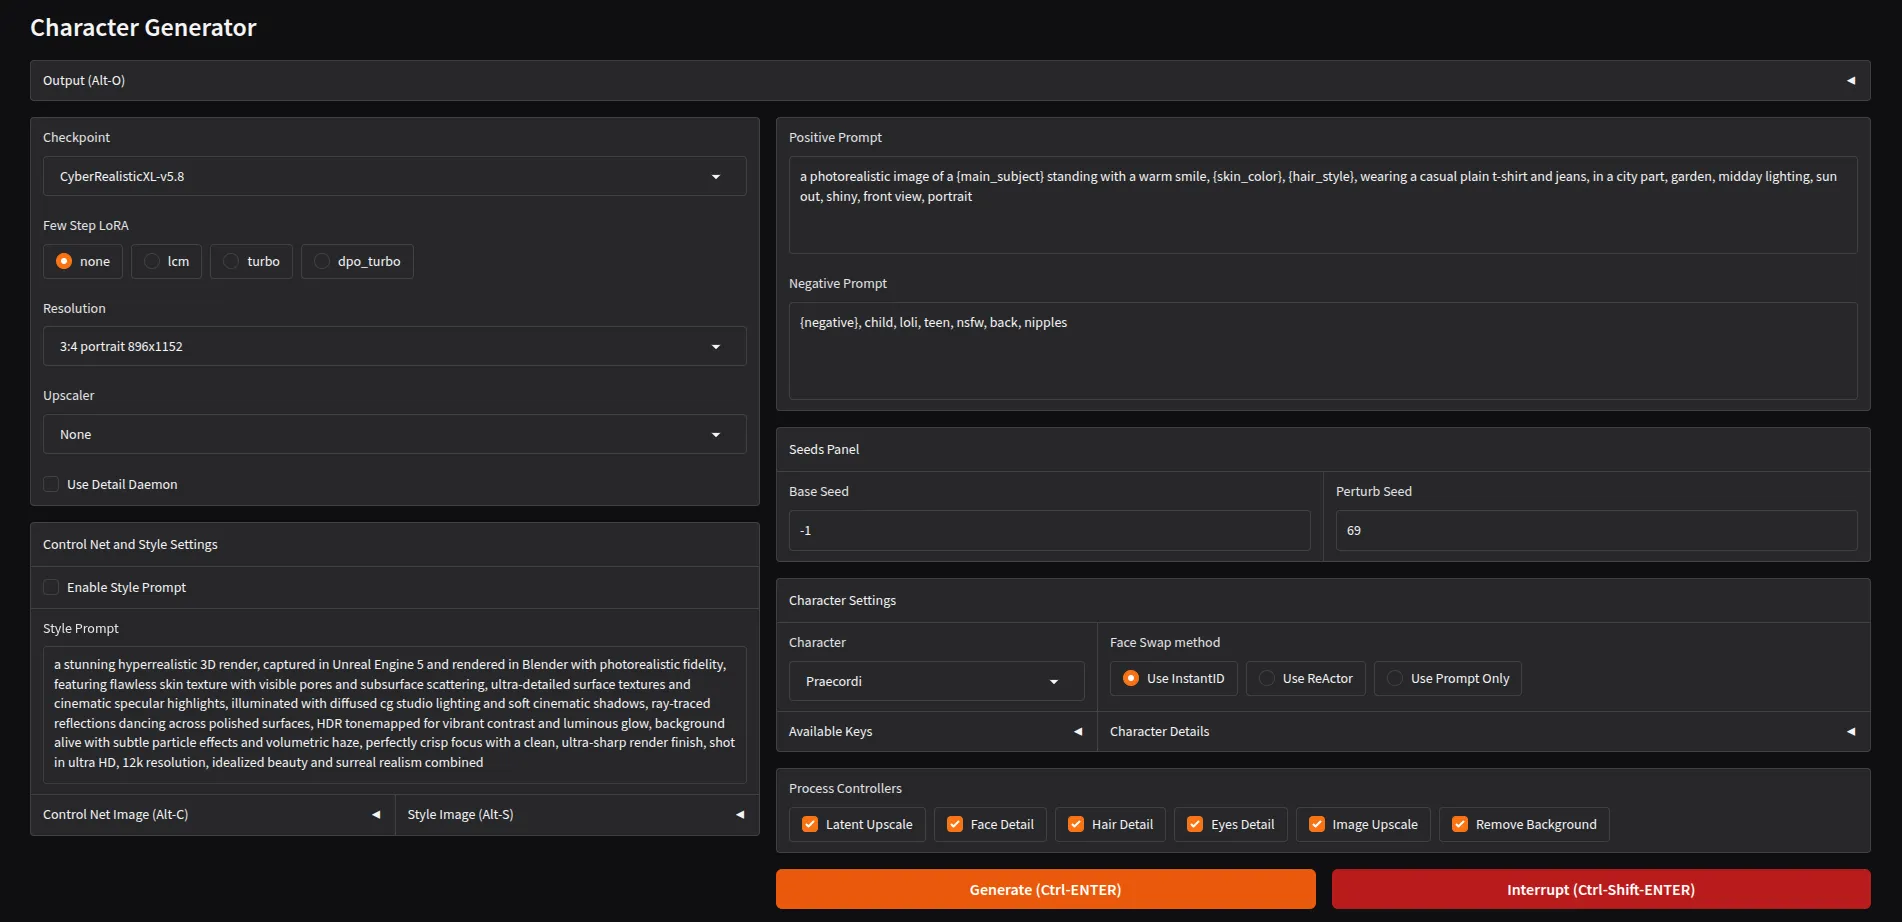 Character Generator
Output (Alt-O)
Checkpoint
CyberRealisticXL-v5.8
Few Step LoRA
none
lcm
turbo
dpo_turbo
Resolution
3:4 portrait 896x1152
Upscaler
None
Use Detail Daemon
Control Net and Style Settings
Enable Style Prompt
Style Prompt
a stunning hyperrealistic 3D render, captured in Unreal Engine 5 and rendered in Blender with photorealistic fidelity,
featuring flawless skin texture with visible pores and subsurface scattering, ultra-detailed surface textures and
cinematic specular highlights, illuminated with diffused cg studio lighting and soft cinematic shadows, ray-traced
reflections dancing across polished surfaces, HDR tonemapped for vibrant contrast and luminous glow, background
alive with subtle particle effects and volumetric haze, perfectly crisp focus with a clean, ultra-sharp render finish, shot
in ultra HD, 12k resolution, idealized beauty and surreal realism combined
Control Net Image (Alt-C)
Style Image (Alt-S)
Positive Prompt
a photorealistic image of a {main_subject} standing with a warm smile, {skin_color}, {hair_style}, wearing a casual plain t-shirt and jeans, in a city part, garden, midday lighting, sun
out, shiny, front view, portrait
Negative Prompt
{negative}, child, loli, teen, nsfw, back, nipples
Seeds Panel
Base Seed
-1
Perturb Seed
69
Character Settings
Character
Praecordi
Face Swap method
Use InstantID
Use ReActor
Use Prompt Only
Available Keys
Character Details
Process Controllers
Latent Upscale
Face Detail
Hair Detail
Eyes Detail
Image Upscale
Remove Background
Generate (Ctrl-ENTER)
Interrupt (Ctrl-Shift-ENTER)